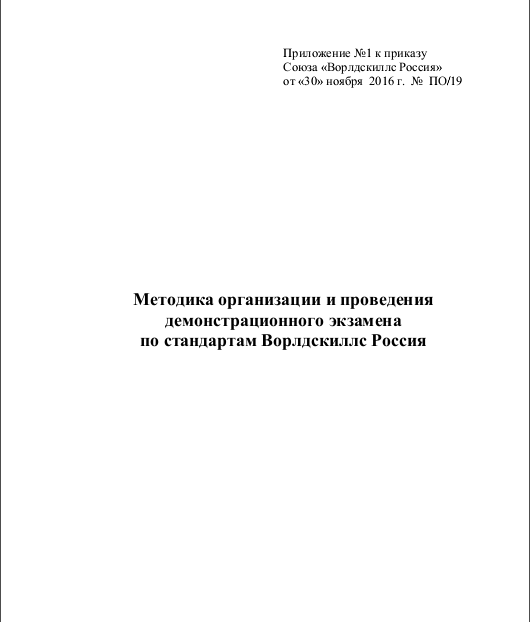 Приложение №1 к приказу
Союза «Ворлдскиллс Россия»
от «30» ноября 2016 г. № ПО/19
Методика организации и проведения
демонстрационного экзамена
по стандартам Ворлдскиллс Россия